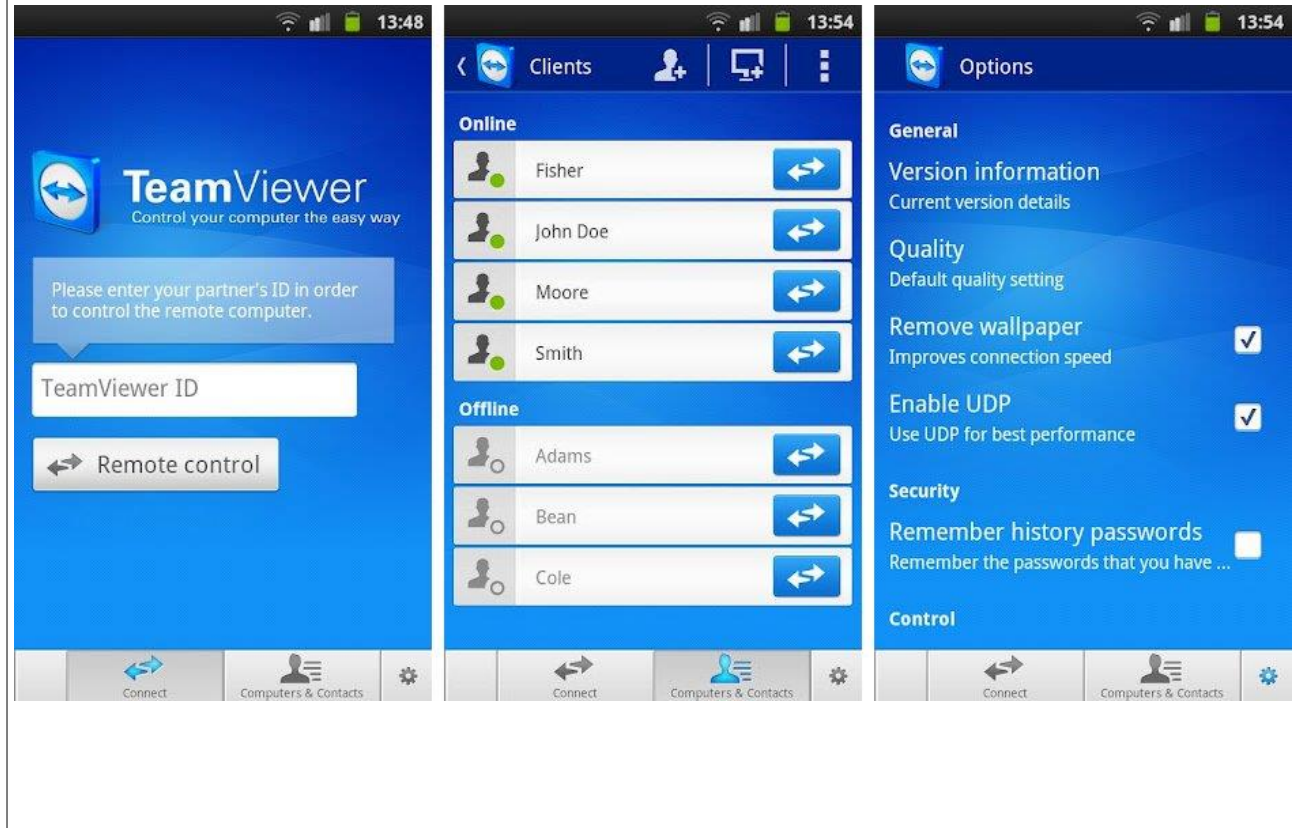 13:48
TeamViewer
Control your computer the easy way
Please enter your partner's ID in order
to control the remote computer.
TeamViewer ID
Remote control
Connect
Computers & Contacts
13:54
Clients
Online
Fisher
John Doe
Moore
Smith
Offline
Adams
Bean
Cole
Connect
Computers & Contacts
13:54
Options
General
Version information
Current version details
Quality
Default quality setting
Remove wallpaper
Improves connection speed
Enable UDP
Use UDP for best performance
Security
Remember history passwords
Remember the passwords that you have ...
Control
Connect
Computers & Contacts